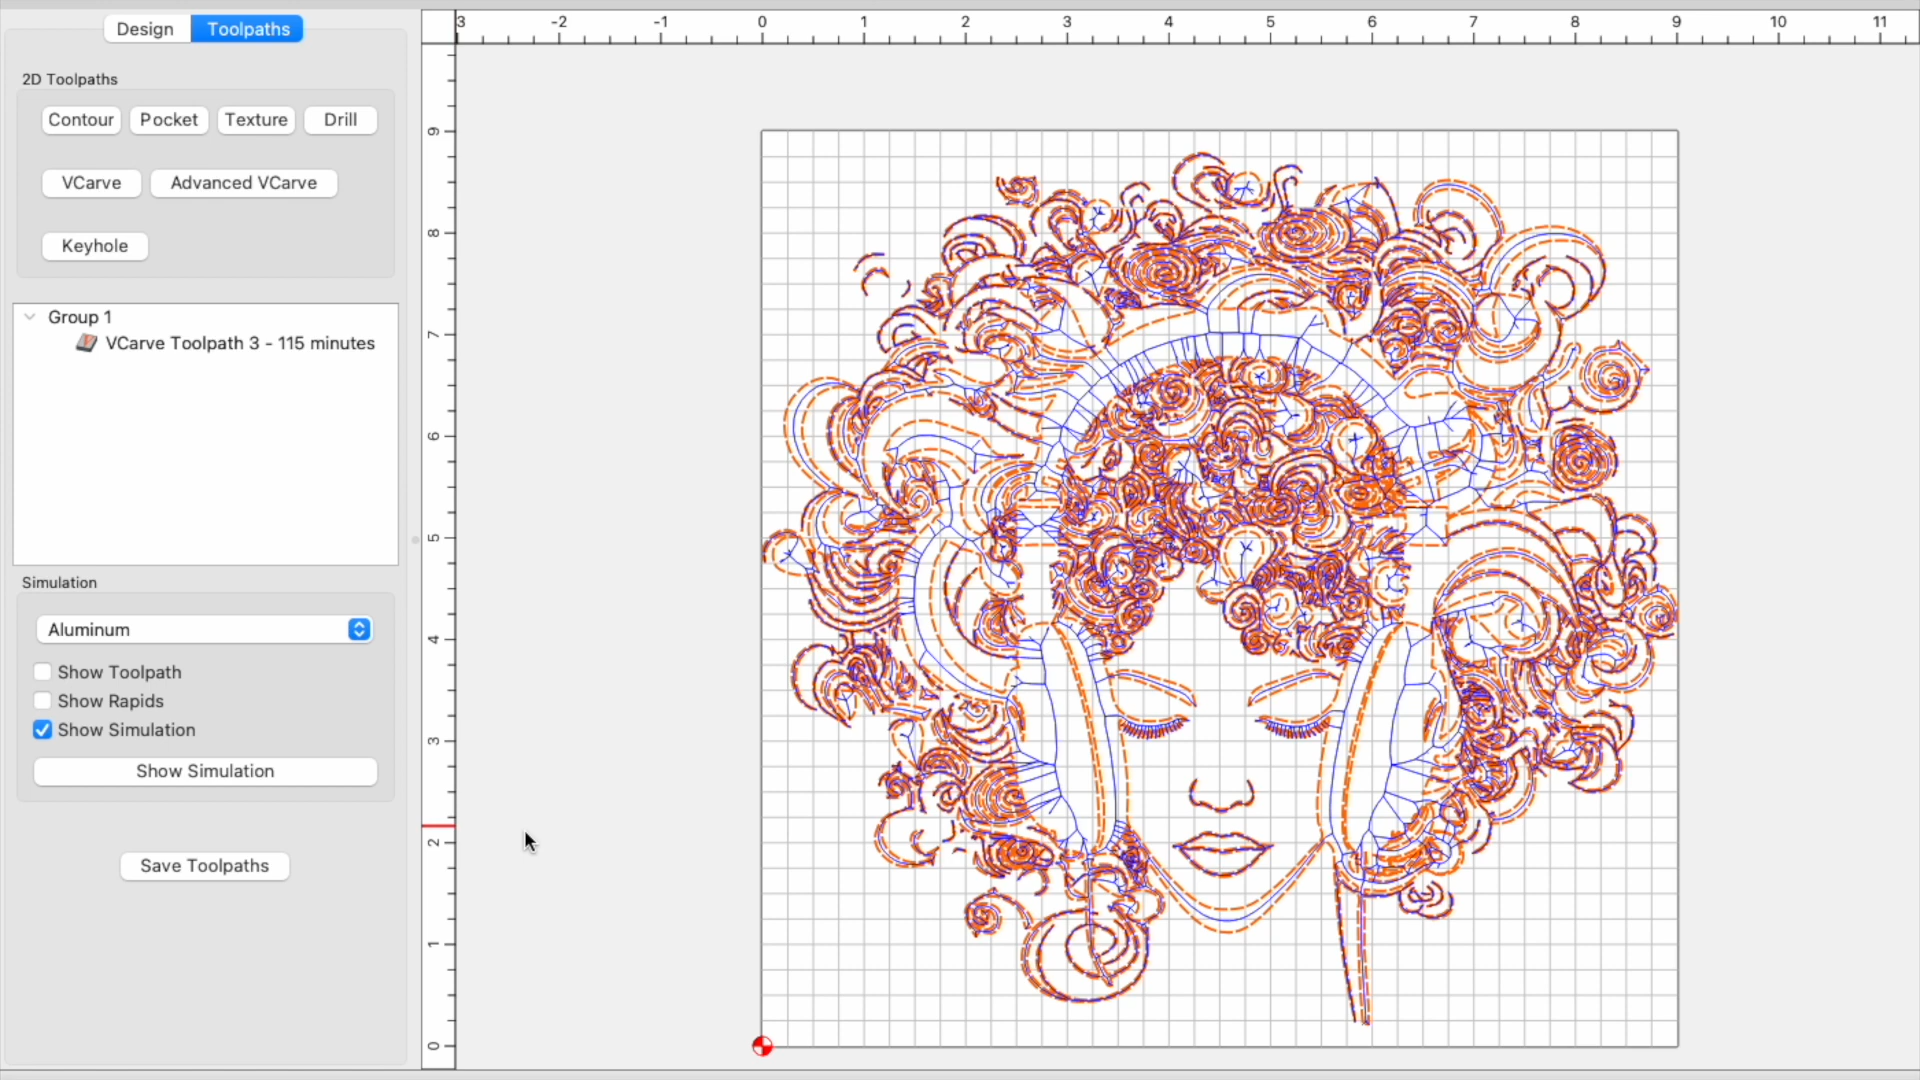 Design Toolpaths
2D Toolpaths
Contour Pocket Texture Drill
VCarve Advanced VCarve
Keyhole
Group 1
VCarve Toolpath 3 - 115 minutes
Simulation
Aluminum
Show Toolpath
Show Rapids
Show Simulation
Show Simulation
Save Toolpaths
3 -2 -1 0 1 2 3 4 5 6 7 8 9 10 11
9
8
7
6
5
4
3
2
1
0